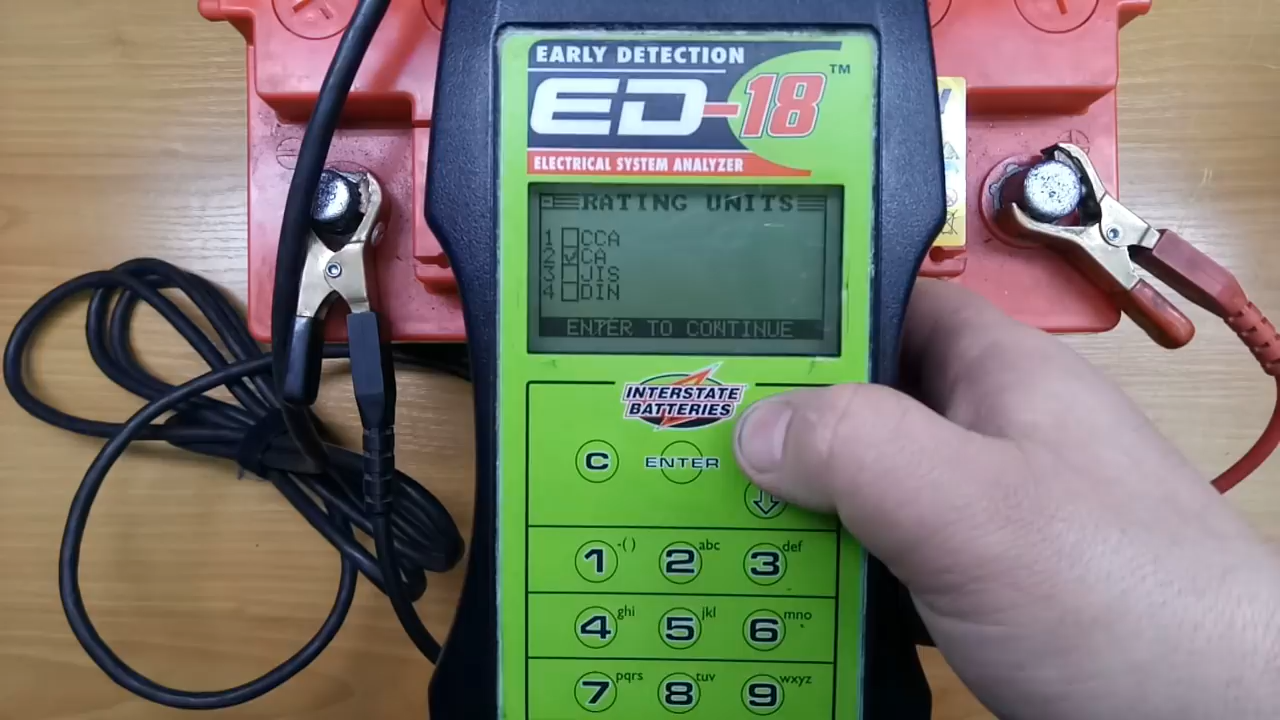 EARLY DETECTION
ED-18™
ELECTRICAL SYSTEM ANALYZER
RATING UNITS
1 CCA
2 CA
3 JIS
4 DIN
ENTER TO CONTINUE
INTERSTATE
BATTERIES
C ENTER
1 -() 2 abc 3 def
4 ghi 5 jkl 6 mno
7 pqrs 8 tuv 9 wxyz